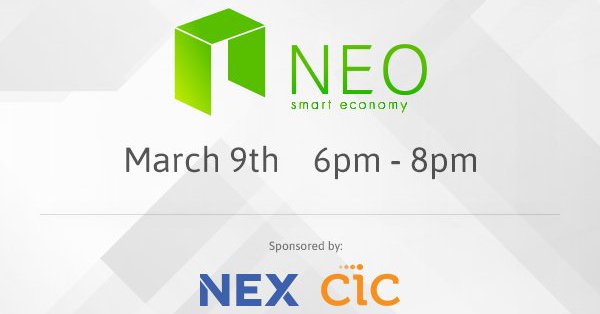 NEO
smart economy
March 9th 6pm - 8pm
Sponsored by:
NEX CIC